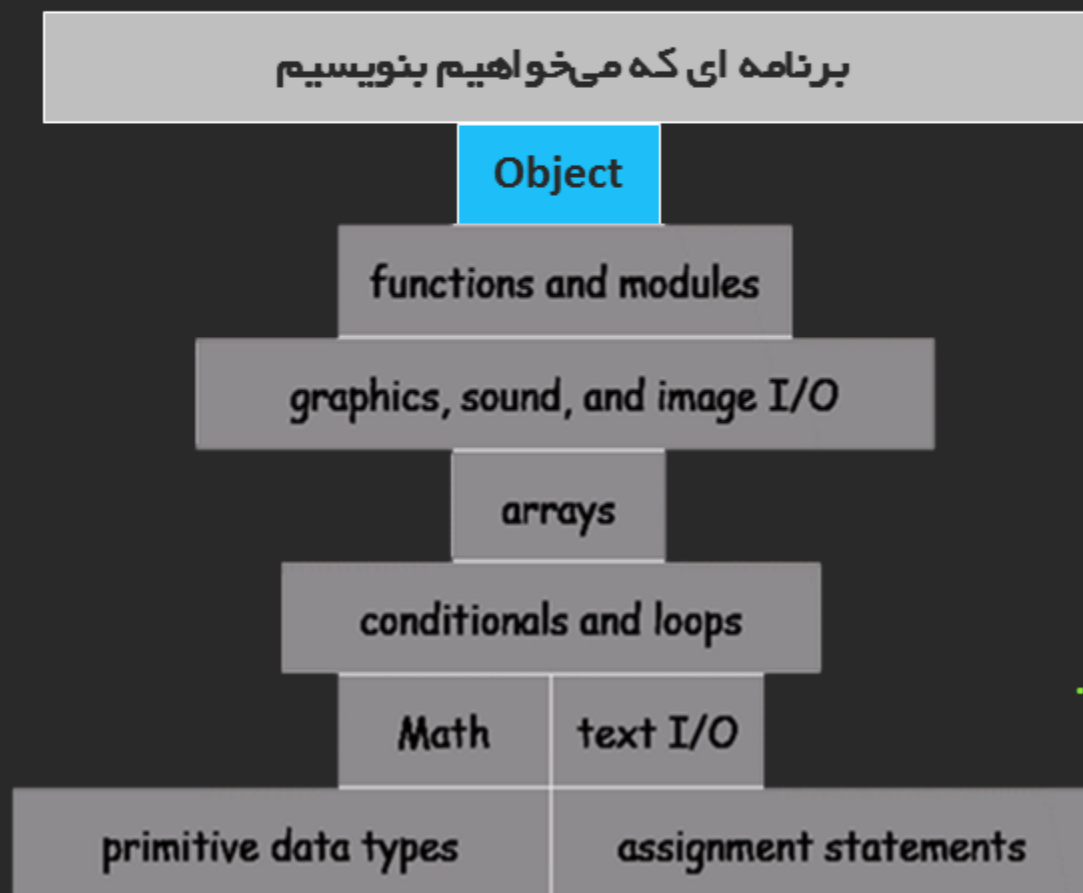 برنامه ای که می‌خواهیم بنویسیم
Object
functions and modules
graphics, sound, and image I/O
arrays
conditionals and loops
Math text I/O
primitive data types assignment statements